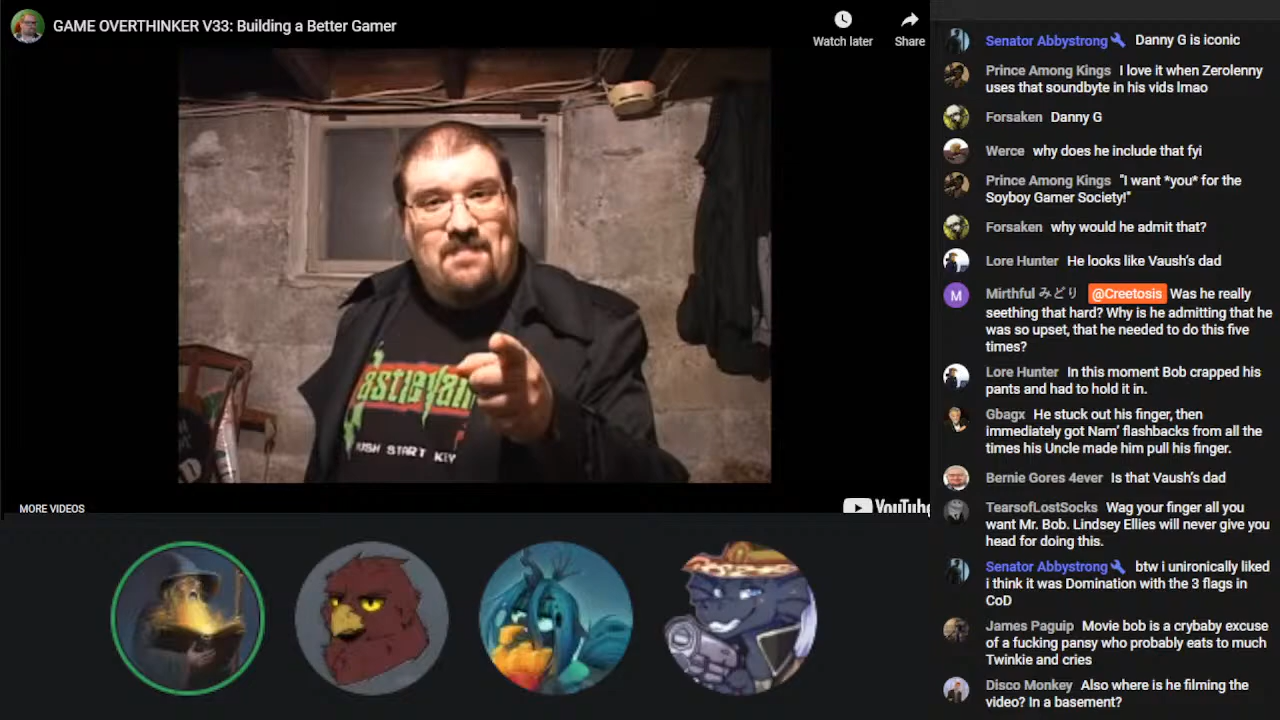 GAME OVERTHINKER V33: Building a Better Gamer
Watch later
Share
astlevan
USH START KEY
MORE VIDEOS
YouTube
Senator Abbystrong Danny G is iconic
Prince Among Kings I love it when Zerolenny
uses that soundbyte in his vids lmao
Forsaken Danny G
Werce why does he include that fyi
Prince Among Kings "I want *you* for the
Soyboy Gamer Society!"
Forsaken why would he admit that?
Lore Hunter He looks like Vaush's dad
M
Mirthful みどり @Creetosis Was he really
seething that hard? Why is he admitting that he
was so upset, that he needed to do this five
times?
Lore Hunter In this moment Bob crapped his
pants and had to hold it in.
Gbagx He stuck out his finger, then
immediately got Nam' flashbacks from all the
times his Uncle made him pull his finger.
Bernie Gores 4ever Is that Vaush's dad
TearsofLostSocks Wag your finger all you
want Mr. Bob. Lindsey Ellies will never give you
head for doing this.
Senator Abbystrong btw i unironically liked
i think it was Domination with the 3 flags in
CoD
James Paguip Movie bob is a crybaby excuse
of a fucking pansy who probably eats to much
Twinkie and cries
Disco Monkey Also where is he filming the
video? In a basement?